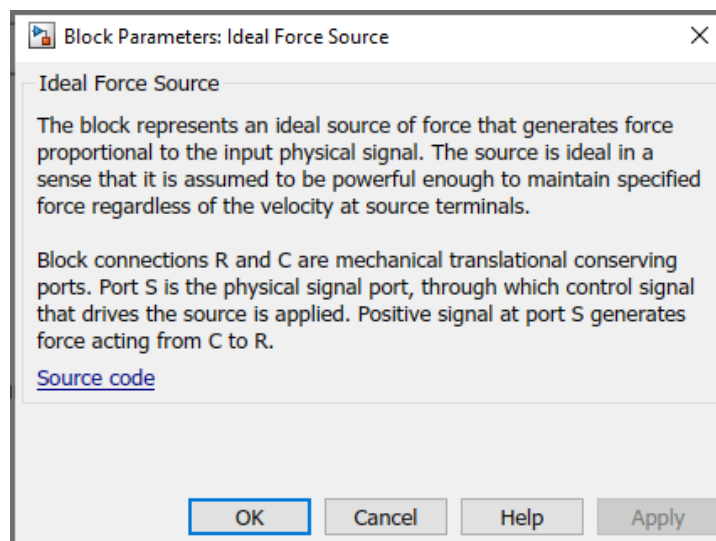 Block Parameters: Ideal Force Source
Ideal Force Source
The block represents an ideal source of force that generates force
proportional to the input physical signal. The source is ideal in a
sense that it is assumed to be powerful enough to maintain specified
force regardless of the velocity at source terminals.
Block connections R and C are mechanical translational conserving
ports. Port S is the physical signal port, through which control signal
that drives the source is applied. Positive signal at port S generates
force acting from C to R.
Source code
OK Cancel Help Apply